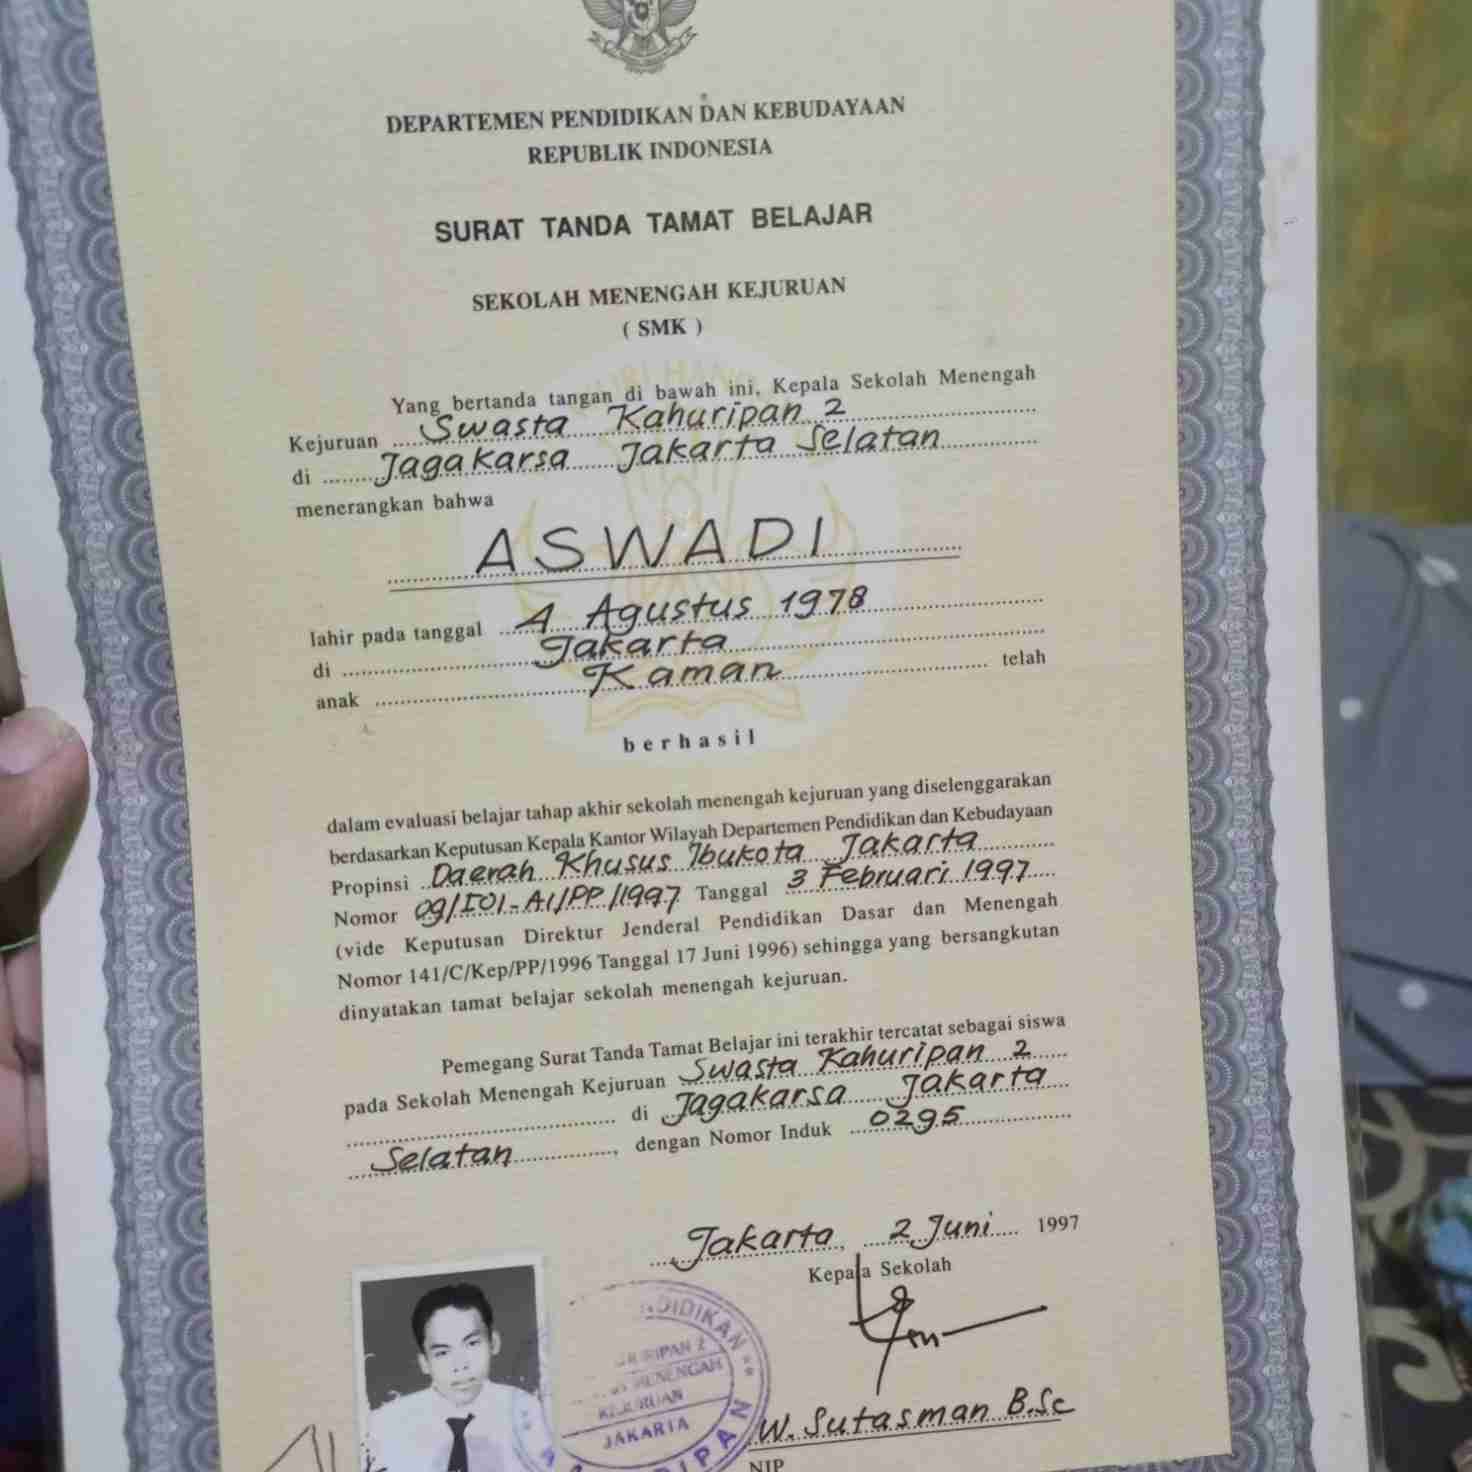 DEPARTEMEN PENDIDIKAN DAN KEBUDAYAAN
REPUBLIK INDONESIA
SURAT TANDA TAMAT BELAJAR
SEKOLAH MENENGAH KEJURUAN
( SMK )
Yang bertanda tangan di bawah ini, Kepala Sekolah Menengah
Kejuruan Swasta Kahuripan 2
di Jagakarsa Jakarta Selatan
menerangkan bahwa
ASWADI
lahir pada tanggal 4 Agustus 1978
di Jakarta
anak Kaman telah
berhasil
dalam evaluasi belajar tahap akhir sekolah menengah kejuruan yang diselenggarakan
berdasarkan Keputusan Kepala Kantor Wilayah Departemen Pendidikan dan Kebudayaan
Propinsi Daerah Khusus Ibukota Jakarta
Nomor 09/I01-A1/PP/1997 Tanggal 3 Februari 1997
(vide Keputusan Direktur Jenderal Pendidikan Dasar dan Menengah
Nomor 141/C/Kep/PP/1996 Tanggal 17 Juni 1996) sehingga yang bersangkutan
dinyatakan tamat belajar sekolah menengah kejuruan.
Pemegang Surat Tanda Tamat Belajar ini terakhir tercatat sebagai siswa
pada Sekolah Menengah Kejuruan Swasta Kahuripan 2
di Jagakarsa Jakarta
Selatan, dengan Nomor Induk 0295
Jakarta, 2 Juni 1997
Kepala Sekolah
W. Sutasman B.Sc
NIP
MENENGAH
KEJURUAN
JAKARTA